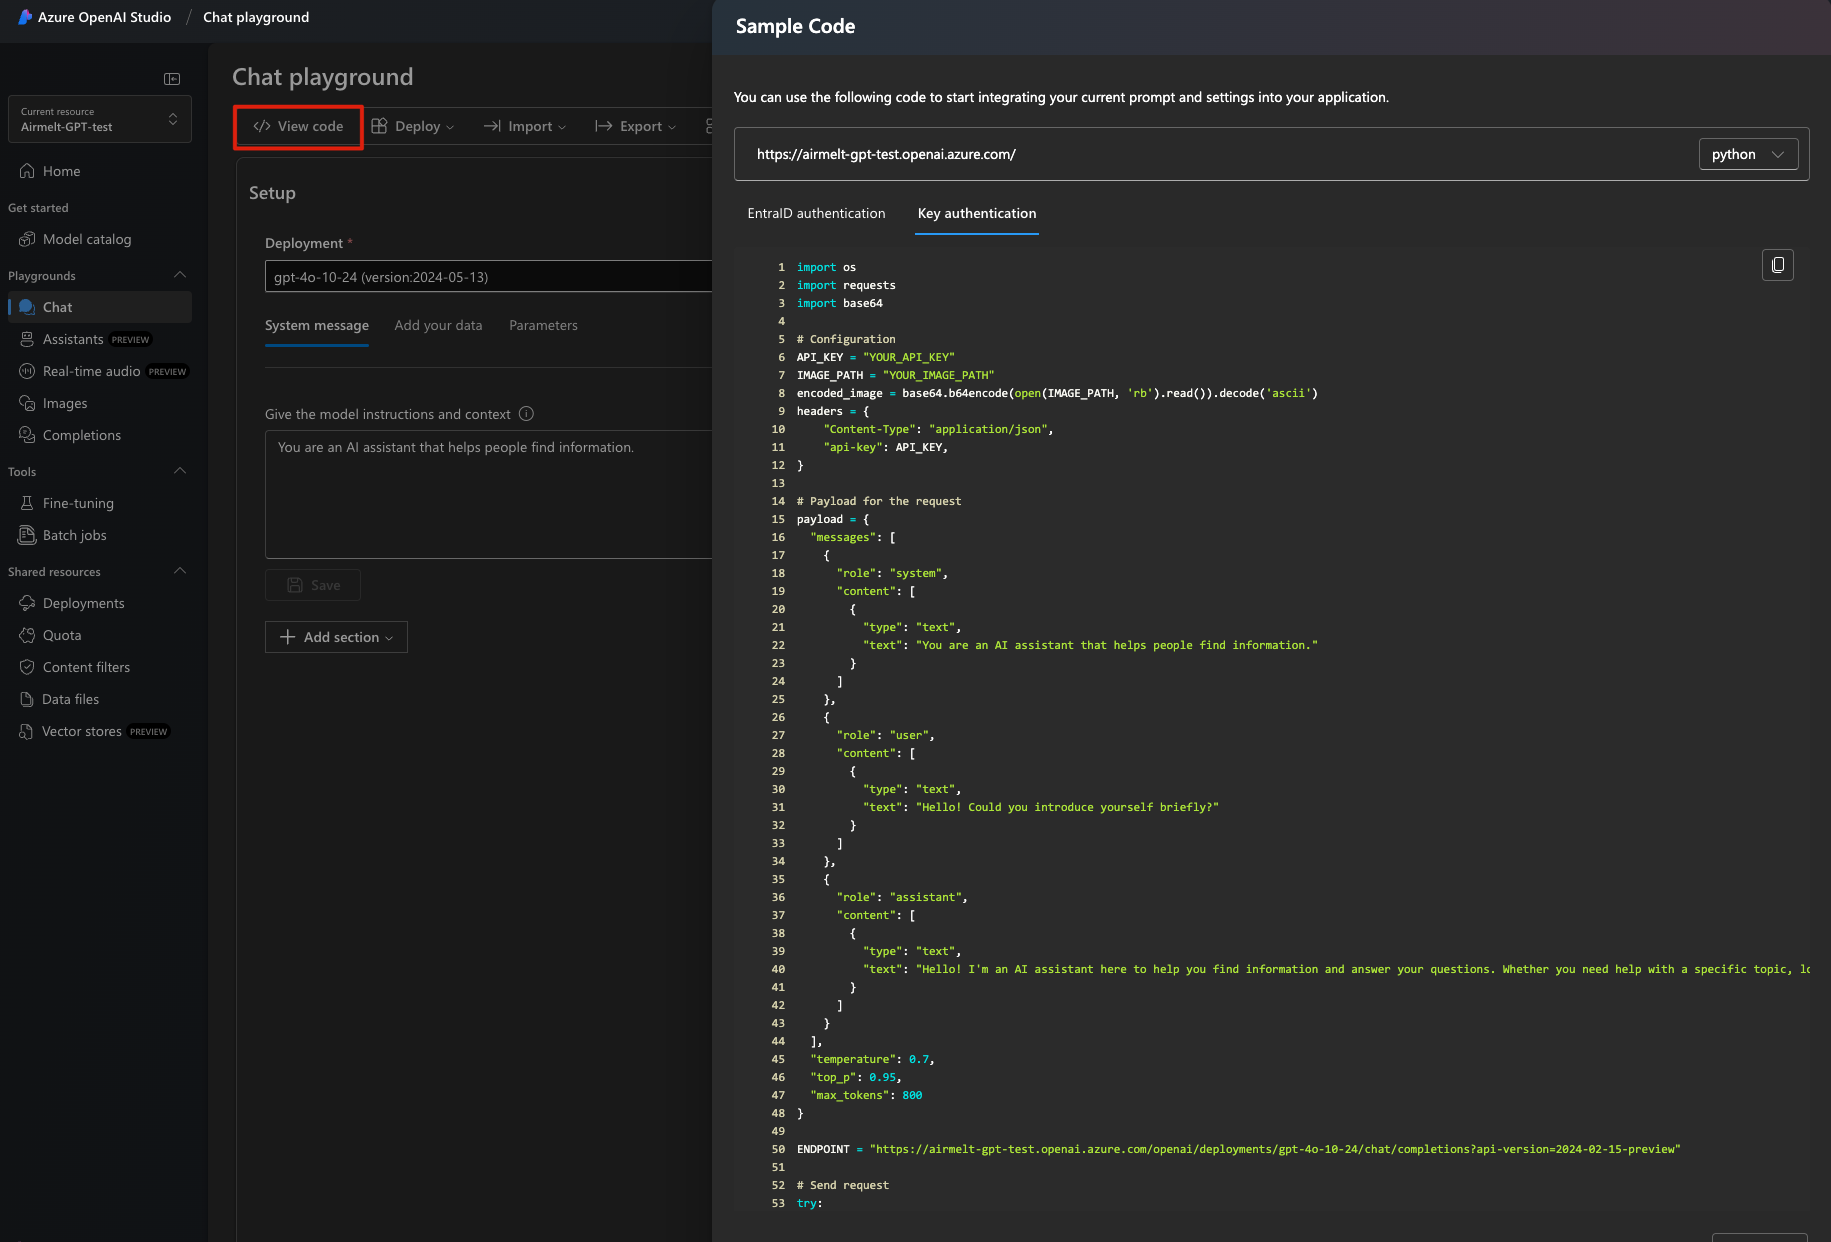 Azure OpenAI Studio / Chat playground
Current resource
Airmelt-GPT-test
Home
Get started
Model catalog
Playgrounds
Chat
Assistants PREVIEW
Real-time audio PREVIEW
Images
Completions
Tools
Fine-tuning
Batch jobs
Shared resources
Deployments
Quota
Content filters
Data files
Vector stores PREVIEW
Chat playground
</> View code
Deploy
Import
Export
Setup
Deployment *
gpt-4o-10-24 (version:2024-05-13)
System message Add your data Parameters
Give the model instructions and context
You are an AI assistant that helps people find information.
Save
Add section
Sample Code
You can use the following code to start integrating your current prompt and settings into your application.
https://airmelt-gpt-test.openai.azure.com/
python
EntraID authentication Key authentication
1 import os
2 import requests
3 import base64
4
5 # Configuration
6 API_KEY = "YOUR_API_KEY"
7 IMAGE_PATH = "YOUR_IMAGE_PATH"
8 encoded_image = base64.b64encode(open(IMAGE_PATH, 'rb').read()).decode('ascii')
9 headers = {
10     "Content-Type": "application/json",
11     "api-key": API_KEY,
12 }
13
14 # Payload for the request
15 payload = {
16   "messages": [
17     {
18       "role": "system",
19       "content": [
20         {
21           "type": "text",
22           "text": "You are an AI assistant that helps people find information."
23         }
24       ]
25     },
26     {
27       "role": "user",
28       "content": [
29         {
30           "type": "text",
31           "text": "Hello! Could you introduce yourself briefly?"
32         }
33       ]
34     },
35     {
36       "role": "assistant",
37       "content": [
38         {
39           "type": "text",
40           "text": "Hello! I'm an AI assistant here to help you find information and answer your questions. Whether you need help with a specific topic,
41         }
42       ]
43     }
44   ],
45   "temperature": 0.7,
46   "top_p": 0.95,
47   "max_tokens": 800
48 }
49
50 ENDPOINT = "https://airmelt-gpt-test.openai.azure.com/openai/deployments/gpt-4o-10-24/chat/completions?api-version=2024-02-15-preview"
51
52 # Send request
53 try: